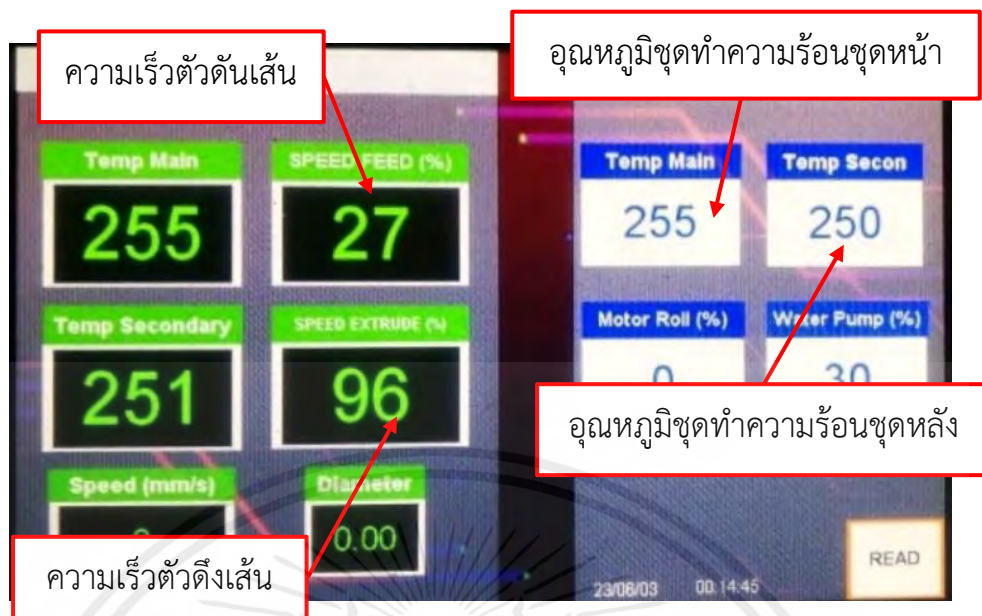 ความเร็วตัวดันเส้น
อุณหภูมิชุดทำความร้อนชุดหน้า
Temp Main
SPEED FEED (%)
Temp Main
Temp Secon
255
27
255
250
Temp Secondary
SPEED EXTRUDE (%)
Motor Roll (%)
Water Pump (%)
251
96
0
30
อุณหภูมิชุดทำความร้อนชุดหลัง
Speed (mm/s)
Diameter
0.00
ความเร็วตัวดึงเส้น
23/06/03 00:14:45
READ